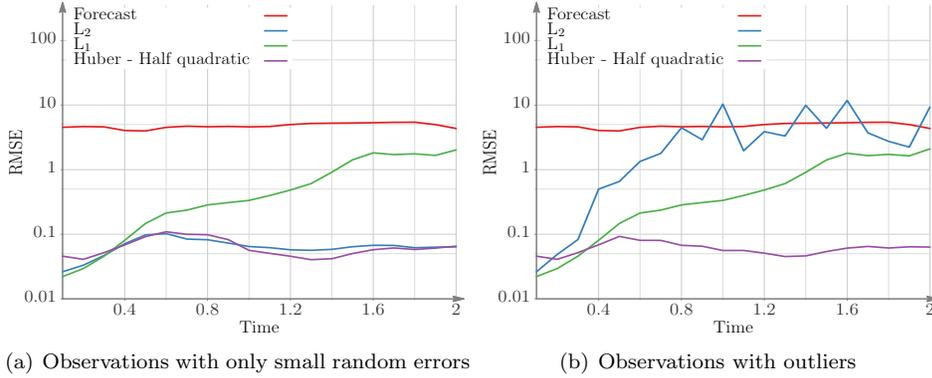 Forecast
L₂
L₁
Huber - Half quadratic
100
10
1
0.1
0.01
RMSE
0.4 0.8 1.2 1.6 2
Time
(a) Observations with only small random errors
Forecast
L₂
L₁
Huber - Half quadratic
100
10
1
0.1
0.01
RMSE
0.4 0.8 1.2 1.6 2
Time
(b) Observations with outliers